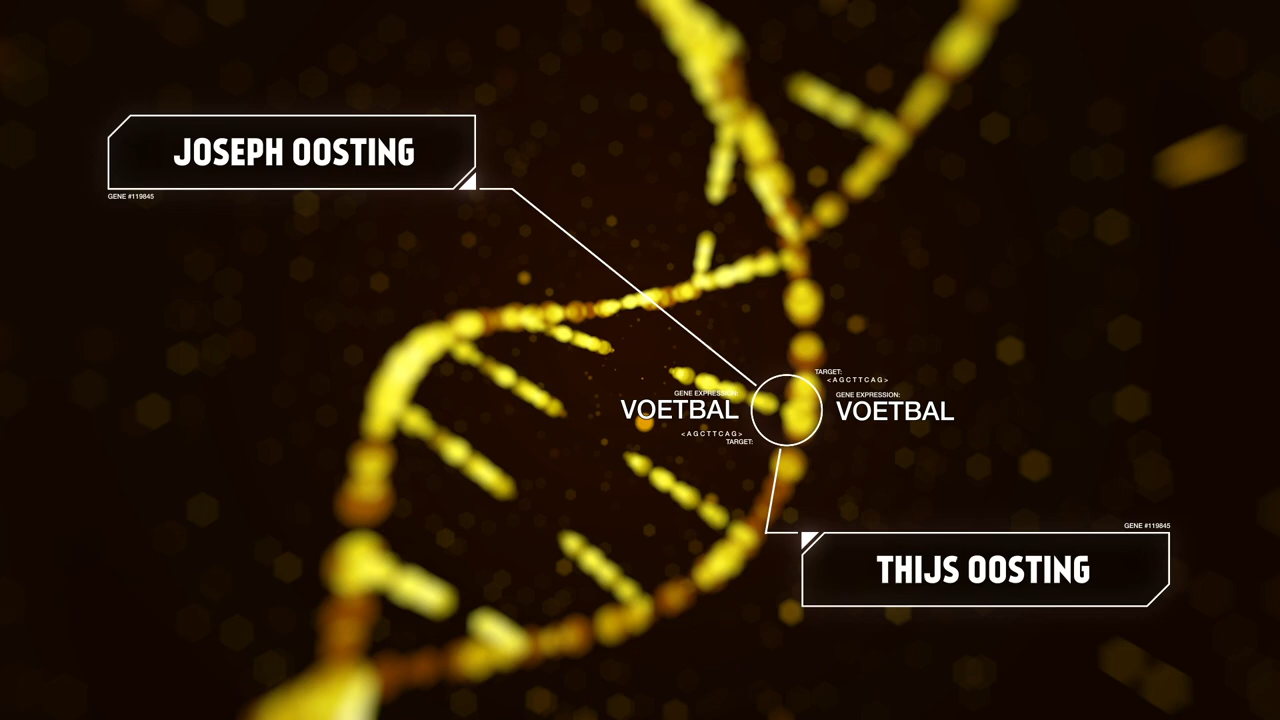 JOSEPH OOSTING
GENE #119845
TARGET:
<AGCTTCAG>
GENE EXPRESSION:
VOETBAL
GENE EXPRESSION:
VOETBAL
<AGCTTCAG>
TARGET:
GENE #119845
THIJS OOSTING